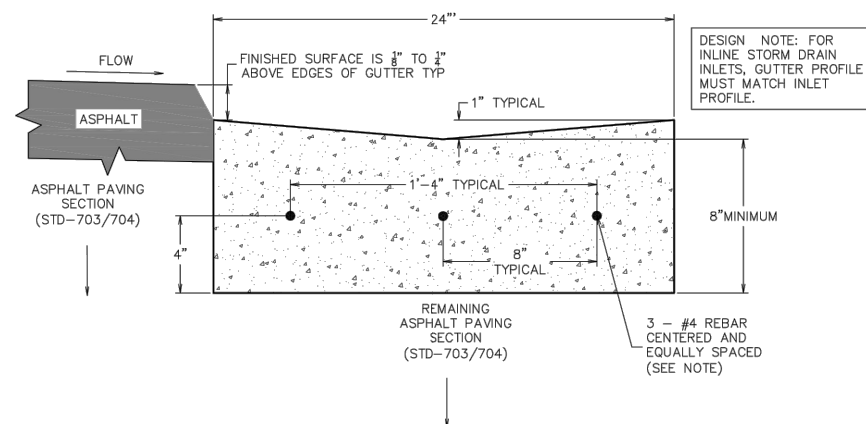 24"'
DESIGN NOTE: FOR
INLINE STORM DRAIN
INLETS, GUTTER PROFILE
MUST MATCH INLET
PROFILE.
FLOW
FINISHED SURFACE IS 1/8" TO 1/4"
ABOVE EDGES OF GUTTER TYP
1" TYPICAL
ASPHALT
ASPHALT PAVING
SECTION
(STD-703/704)
1'-4" TYPICAL
8"MINIMUM
4"
8"
TYPICAL
REMAINING
ASPHALT PAVING
SECTION
(STD-703/704)
3 - #4 REBAR
CENTERED AND
EQUALLY SPACED
(SEE NOTE)